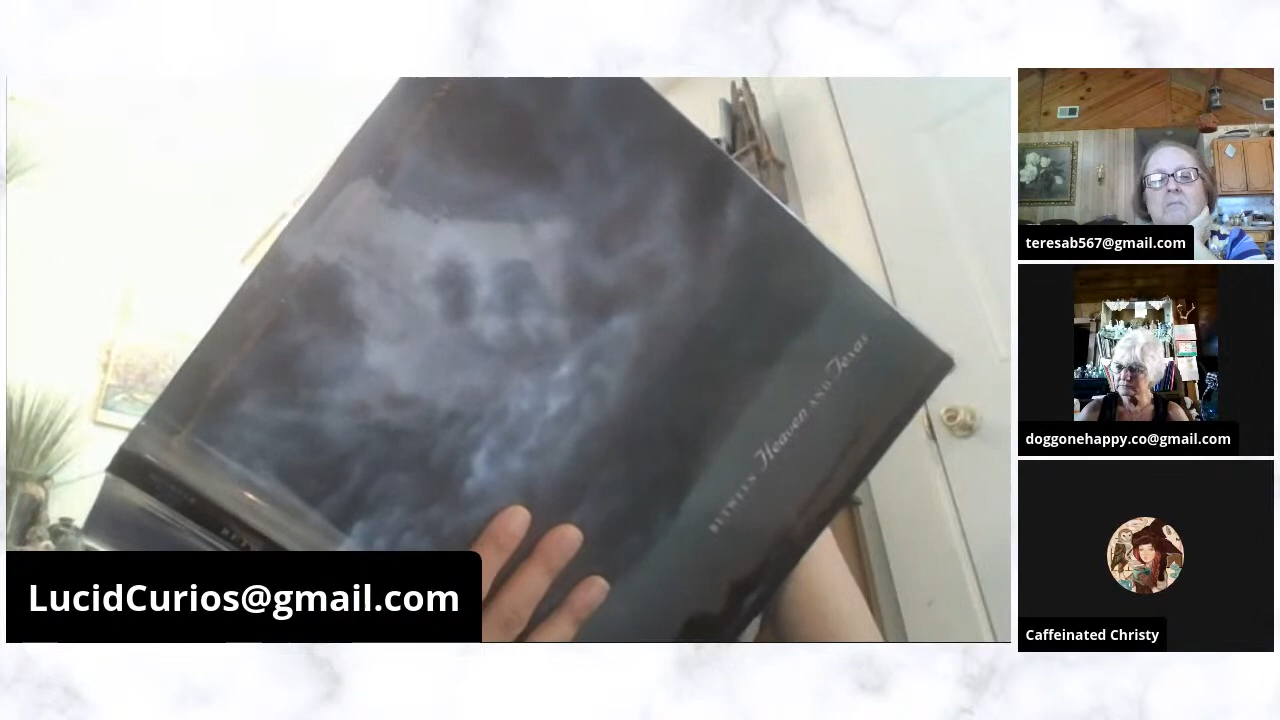 BETWEEN Heaven AND Texas
LucidCurios@gmail.com
teresab567@gmail.com
doggonehappy.co@gmail.com
Caffeinated Christy